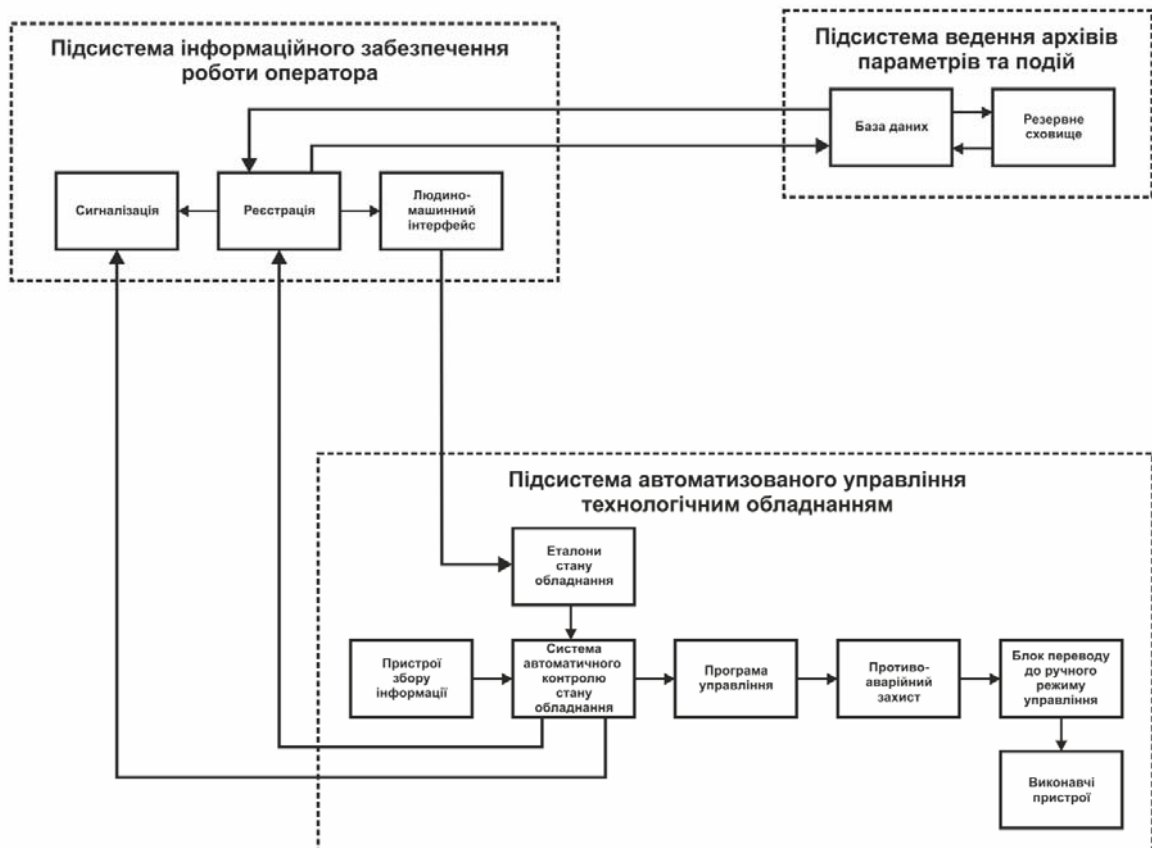 Підсистема інформаційного забезпечення
роботи оператора
Підсистема ведення архівів
параметрів та подій
База даних
Резервне
сховище
Сигналізація
Реєстрація
Людино-
машинний
інтерфейс
Підсистема автоматизованого управління
технологічним обладнанням
Еталони
стану
обладнання
Пристрої
збору
інформації
Система
автоматичного
контролю
стану
обладнання
Програма
управління
Противо-
аварійний
захист
Блок переводу
до ручного
режиму
управління
Виконавчі
пристрої